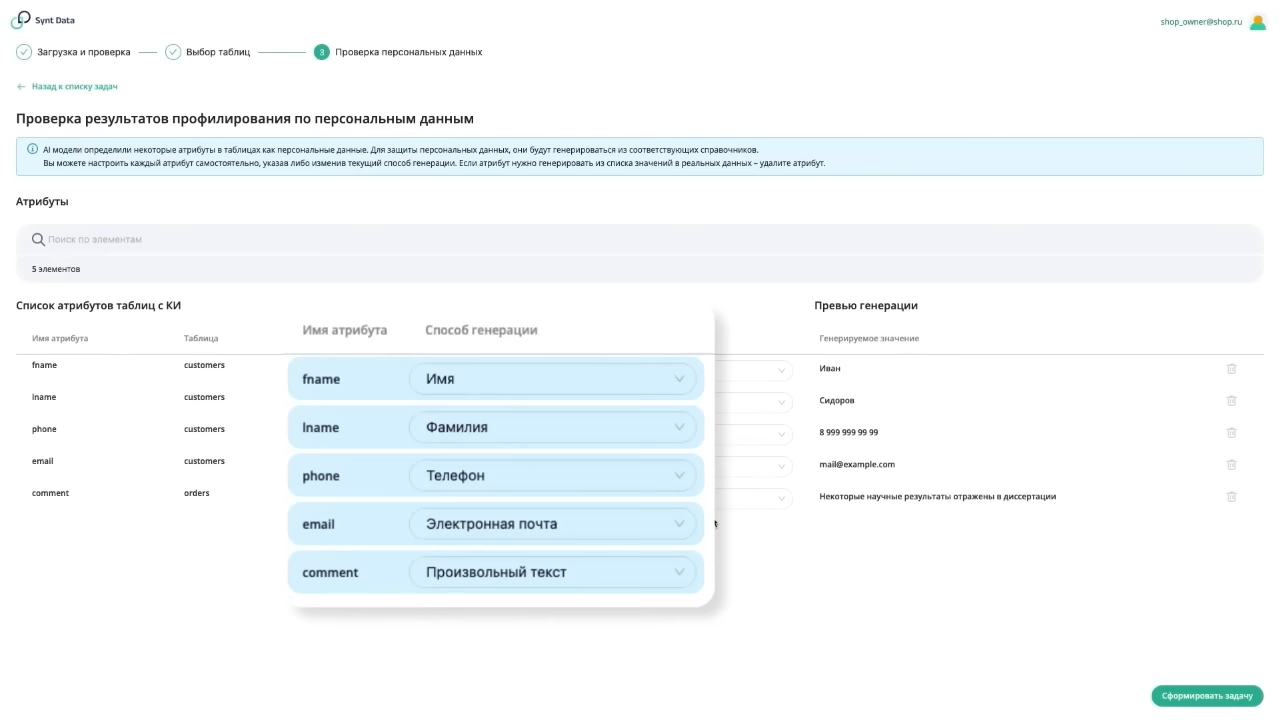 Synt Data
shop_owner@shop.ru
Загрузка и проверка
Выбор таблиц
3 Проверка персональных данных
← Назад к списку задач
Проверка результатов профилирования по персональным данным
AI модели определили некоторые атрибуты в таблицах как персональные данные. Для защиты персональных данных, они будут генерироваться из соответствующих справочников.
Вы можете настроить каждый атрибут самостоятельно, указав либо изменив текущий способ генерации. Если атрибут нужно генерировать из списка значений в реальных данных – удалите атрибут.
Атрибуты
Поиск по элементам
5 элементов
Список атрибутов таблиц с КИ
Имя атрибута Таблица
fname customers
lname customers
phone customers
email customers
comment orders
Имя атрибута Способ генерации
fname Имя
lname Фамилия
phone Телефон
email Электронная почта
comment Произвольный текст
Превью генерации
Генерируемое значение
Иван
Сидоров
8 999 999 99 99
mail@example.com
Некоторые научные результаты отражены в диссертации
Сформировать задачу